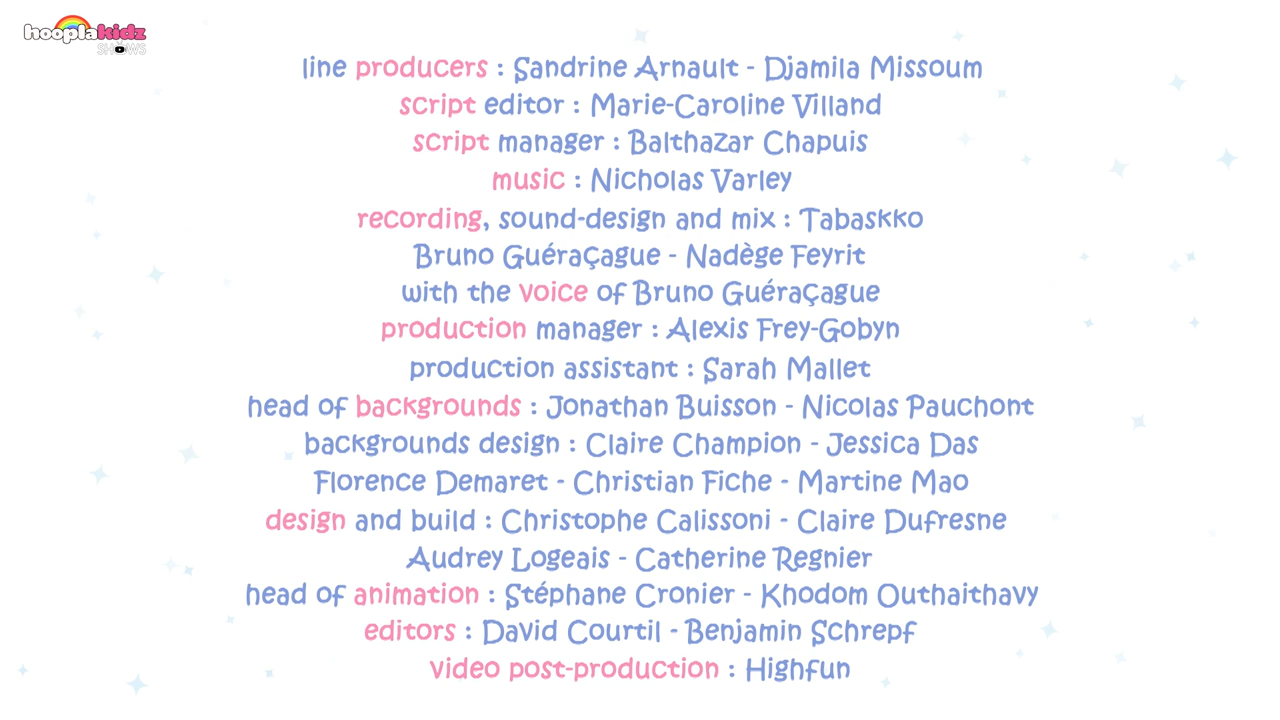 hooplakidz
SHOWS
line producers : Sandrine Arnault - Djamila Missoum
script editor : Marie-Caroline Villand
script manager : Balthazar Chapuis
music : Nicholas Varley
recording, sound-design and mix : Tabaskko
Bruno Guéraçague - Nadège Feyrit
with the voice of Bruno Guéraçague
production manager : Alexis Frey-Gobyn
production assistant : Sarah Mallet
head of backgrounds : Jonathan Buisson - Nicolas Pauchont
backgrounds design : Claire Champion - Jessica Das
Florence Demaret - Christian Fiche - Martine Mao
design and build : Christophe Calissoni - Claire Dufresne
Audrey Logeais - Catherine Regnier
head of animation : Stéphane Cronier - Khodom Outhaithavy
editors : David Courtil - Benjamin Schrepf
video post-production : Highfun